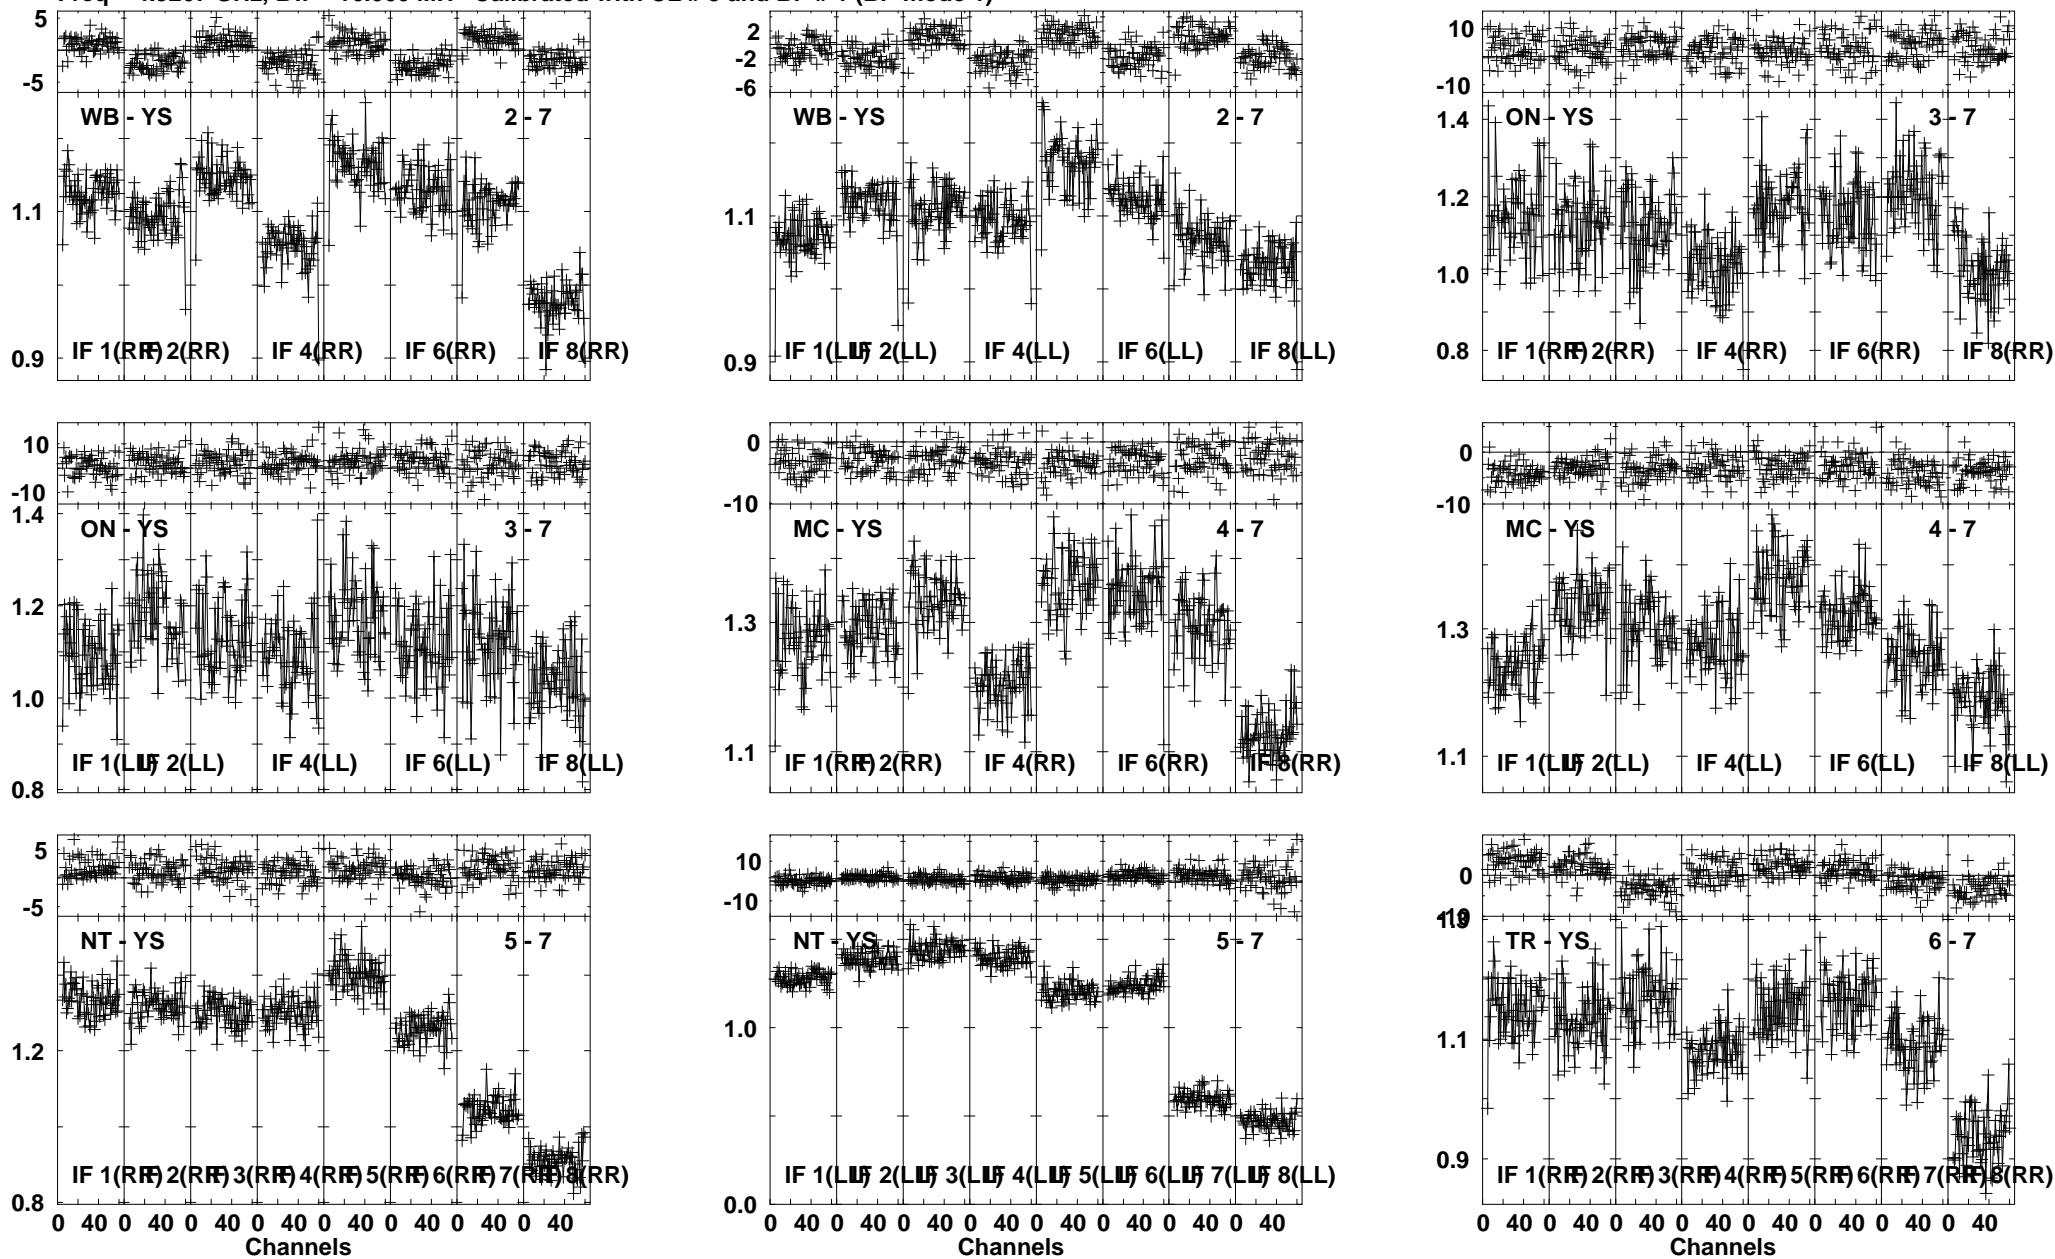 Calibrated with
5
-5
WB - YS
2 - 7
1.1
0.9
IF 1(RR)
IF 2(RR)
IF 4(RR)
IF 6(RR)
IF 8(RR)
2
-2
-6
WB - YS
2 - 7
1.1
0.9
IF 1(LL)
IF 2(LL)
IF 4(LL)
IF 6(LL)
IF 8(LL)
10
-10
ON - YS
3 - 7
1.4
1.2
1.0
0.8
IF 1(RR)
IF 2(RR)
IF 4(RR)
IF 6(RR)
IF 8(RR)
10
-10
ON - YS
3 - 7
1.4
1.2
1.0
0.8
IF 1(LL)
IF 2(LL)
IF 4(LL)
IF 6(LL)
IF 8(LL)
0
-10
MC - YS
4 - 7
1.3
1.1
IF 1(RR)
IF 2(RR)
IF 4(RR)
IF 6(RR)
IF 8(RR)
0
-10
MC - YS
4 - 7
1.3
1.1
IF 1(LL)
IF 2(LL)
IF 4(LL)
IF 6(LL)
IF 8(LL)
5
-5
NT - YS
5 - 7
1.2
0.8
IF 1(RR) IF 2(RR) IF 3(RR) IF 4(RR) IF 5(RR) IF 6(RR) IF 7(RR) IF 8(RR)
0 40 0 40 0 40 0 40 0 40 0 40 0 40 0 40
Channels
10
-10
NT - YS
5 - 7
1.0
0.0
IF 1(LL) IF 2(LL) IF 3(LL) IF 4(LL) IF 5(LL) IF 6(LL) IF 7(LL) IF 8(LL)
0 40 0 40 0 40 0 40 0 40 0 40 0 40 0 40
Channels
0
-10
1.3
TR - YS
6 - 7
1.1
0.9
IF 1(RR) IF 2(RR) IF 3(RR) IF 4(RR) IF 5(RR) IF 6(RR) IF 7(RR) IF 8(RR)
0 40 0 40 0 40 0 40 0 40 0 40 0 40 0 40
Channels